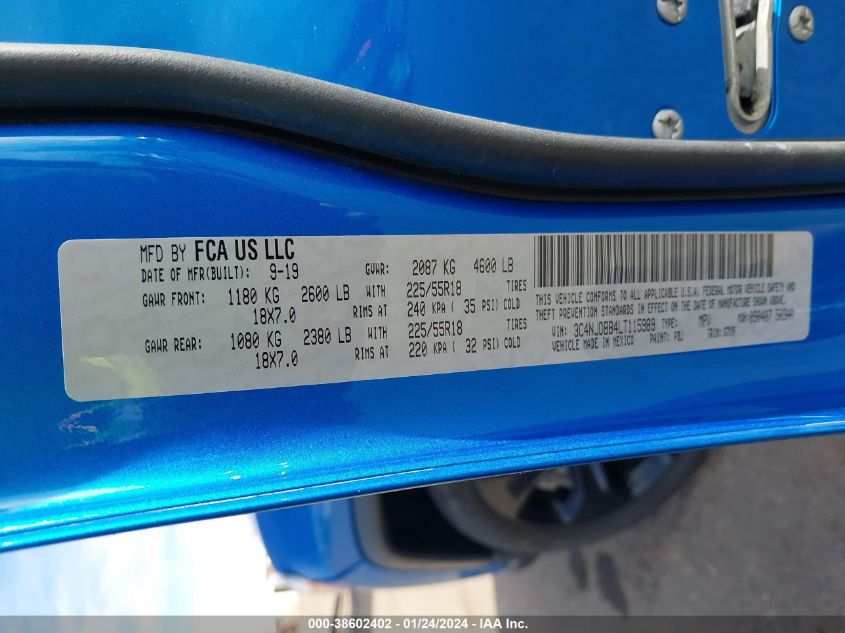 MFD BY FCA US LLC
DATE OF MFR(BUILT): 9-19 GVWR: 2087 KG 4600 LB
GAWR FRONT: 1180 KG 2600 LB WITH 225/55R18 TIRES
18X7.0 RIMS AT 240 KPA ( 35 PSI) COLD
GAWR REAR: 1080 KG 2380 LB WITH 225/55R18 TIRES
18X7.0 RIMS AT 220 KPA ( 32 PSI) COLD
THIS VEHICLE CONFORMS TO ALL APPLICABLE U.S.A. FEDERAL MOTOR VEHICLE SAFETY AND
THEFT PREVENTION STANDARDS IN EFFECT ON THE DATE OF MANUFACTURE SHOWN ABOVE.
VIN: 3C4NJDBB4LT115989 TYPE: MPV MDH:
VEHICLE MADE IN MEXICO PAINT: PBJ TRIM:
000-38602402 - 01/24/2024 - IAA Inc.